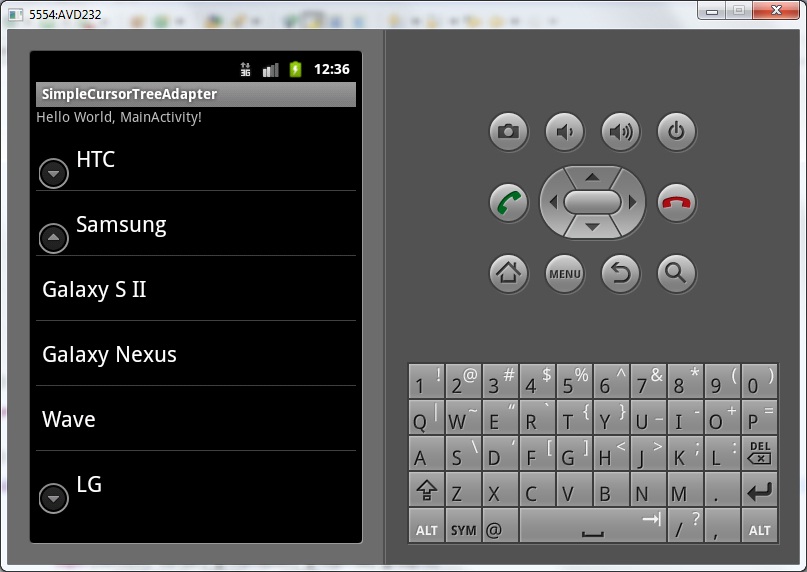 5554:AVD232
3G 12:36
SimpleCursorTreeAdapter
Hello World, MainActivity!
HTC
Samsung
Galaxy S II
Galaxy Nexus
Wave
LG
MENU
1 ! 2 @ 3 # 4 $ 5 % 6 ^ 7 & 8 * 9 ( 0 )
Q | W ~ E “ R ` T { Y } U _ I - O + P =
A S \ D ‘ F [ G ] H < J > K ; L : DEL
Z X C V B N M .
ALT SYM @ / ? , ALT